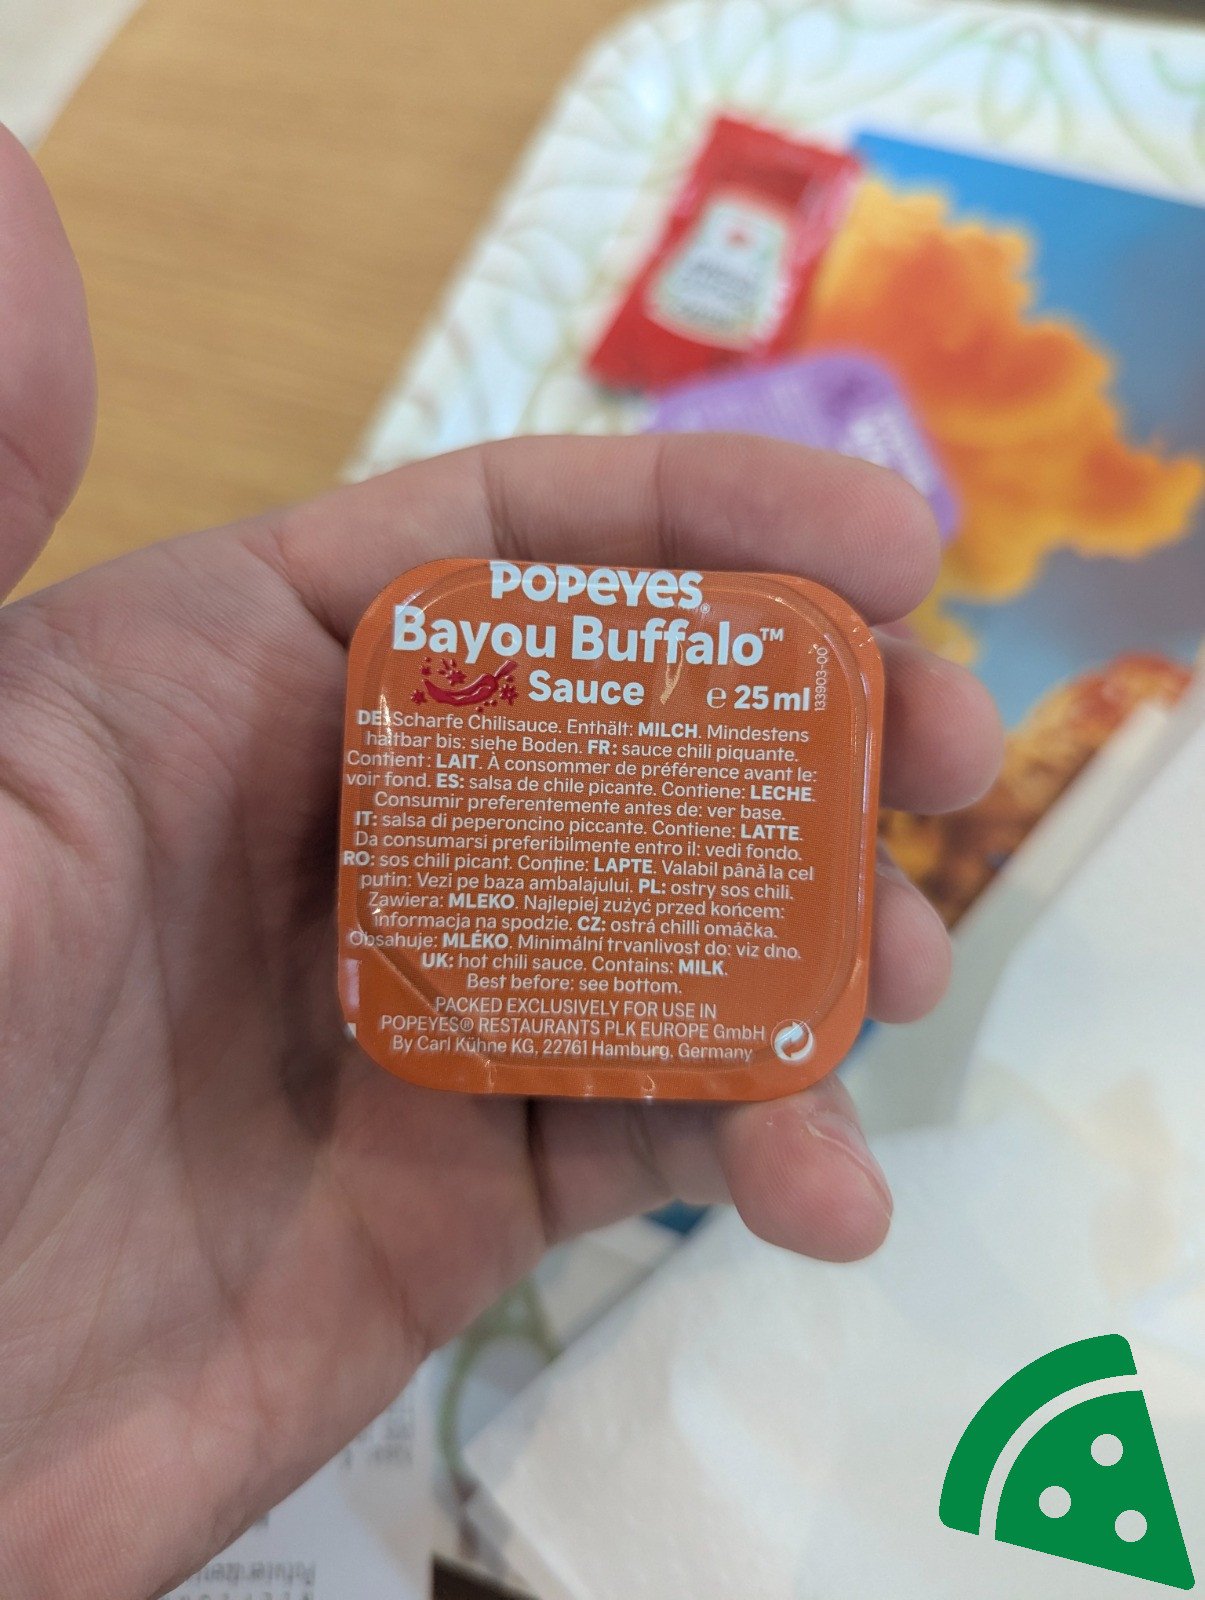 POPEYES®
Bayou Buffalo™
Sauce ℮ 25 ml
133903-00
DE: Scharfe Chilisauce. Enthält: MILCH. Mindestens
haltbar bis: siehe Boden. FR: sauce chili piquante.
Contient: LAIT. À consommer de préférence avant le:
voir fond. ES: salsa de chile picante. Contiene: LECHE.
Consumir preferentemente antes de: ver base.
IT: salsa di peperoncino piccante. Contiene: LATTE.
Da consumarsi preferibilmente entro il: vedi fondo.
RO: sos chili picant. Conține: LAPTE. Valabil până la cel
puțin: Vezi pe baza ambalajului. PL: ostry sos chili.
Zawiera: MLEKO. Najlepiej zużyć przed końcem:
informacja na spodzie. CZ: ostrá chilli omáčka.
Obsahuje: MLÉKO. Minimální trvanlivost do: viz dno.
UK: hot chili sauce. Contains: MILK.
Best before: see bottom.
PACKED EXCLUSIVELY FOR USE IN
POPEYES® RESTAURANTS PLK EUROPE GmbH
By Carl Kühne KG, 22761 Hamburg, Germany